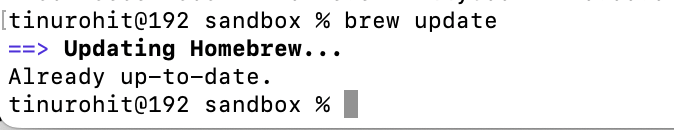 [tinurohit@192 sandbox % brew update
==> Updating Homebrew...
Already up-to-date.
tinurohit@192 sandbox %